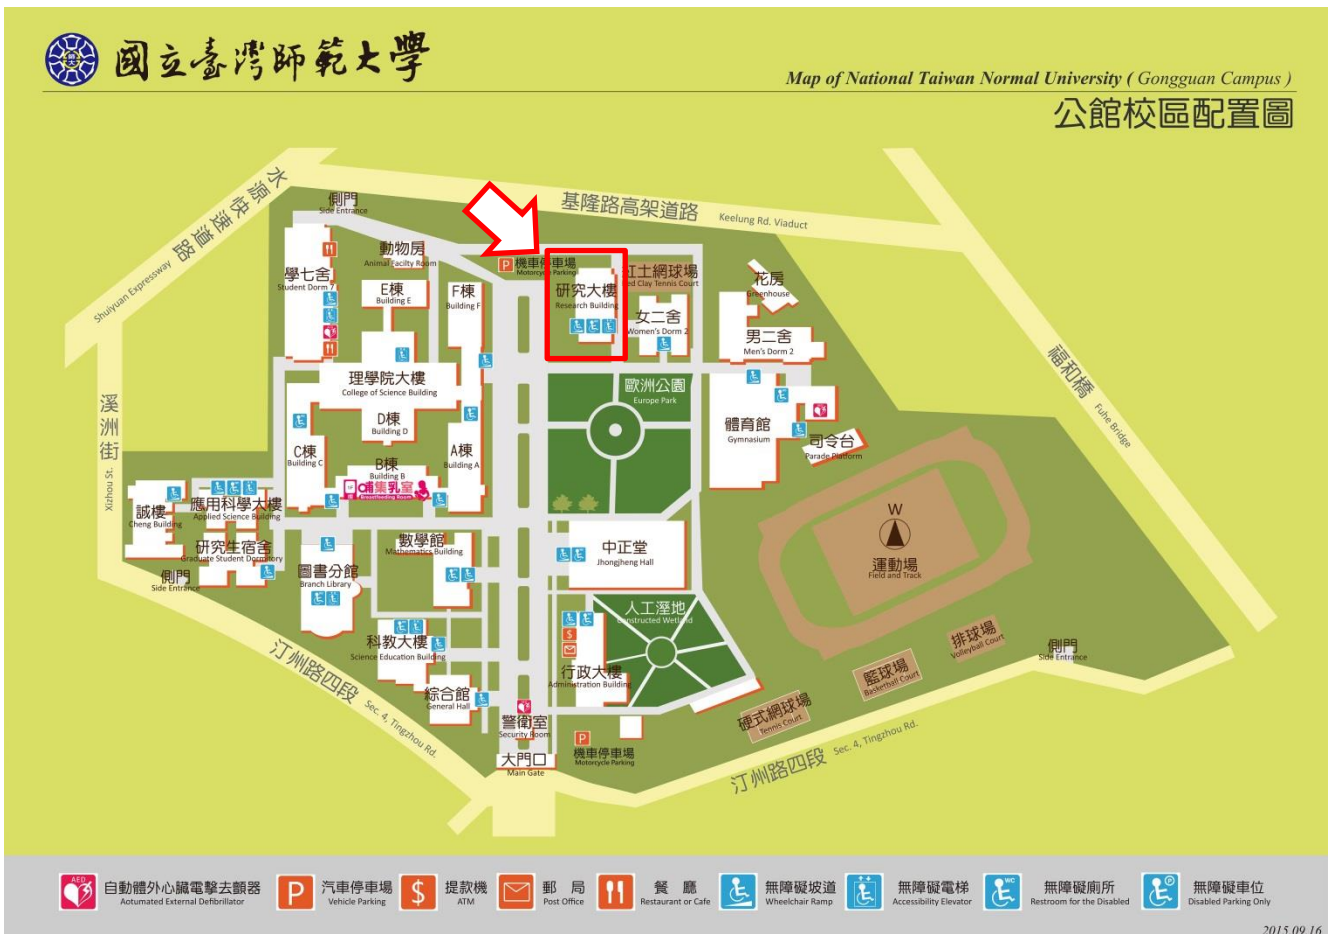 國立臺灣師範大學
Map of National Taiwan Normal University ( Gongguan Campus )
公館校區配置圖
水源快速道路
Shuiyuan Expressway
側門
Side Entrance
基隆路高架道路
Keelung Rd. Viaduct
動物房
Animal Facilty Room
機車停車場
Motorcycle Parking
紅土網球場
Red Clay Tennis Court
花房
Greenhouse
學七舍
Student Dorm 7
E棟
Building E
F棟
Building F
研究大樓
Research Building
女二舍
Women's Dorm 2
男二舍
Men's Dorm 2
福和橋
Fuhe Bridge
理學院大樓
College of Science Building
歐洲公園
Europe Park
溪洲街
Xizhou St.
D棟
Building D
體育館
Gymnasium
司令台
Parade Platform
C棟
Building C
A棟
Building A
B棟
Building B
哺集乳室
Breastfeeding Room
誠樓
Cheng Building
應用科學大樓
Applied Science Building
W
運動場
Field and Track
研究生宿舍
Graduate Student Dormitory
數學館
Mathematics Building
中正堂
Jhongjheng Hall
側門
Side Entrance
圖書分館
Branch Library
人工溼地
Constructed Wetland
科教大樓
Science Education Building
行政大樓
Administration Building
排球場
Volleyball Court
側門
Side Entrance
籃球場
Basketball Court
汀州路四段
Sec. 4, Tingzhou Rd.
綜合館
General Hall
硬式網球場
Tennis Court
警衛室
Security Room
大門口
Main Gate
P
機車停車場
Motorcycle Parking
汀州路四段
Sec. 4, Tingzhou Rd.
AED
自動體外心臟電擊去顫器
Aotumated External Defibrillator
P
汽車停車場
Vehicle Parking
$
提款機
ATM
郵 局
Post Office
餐 廳
Restaurant or Cafe
無障礙坡道
Wheelchair Ramp
無障礙電梯
Accessibility Elevator
WC
無障礙廁所
Restroom for the Disabled
P
無障礙車位
Disabled Parking Only
2015.09.16